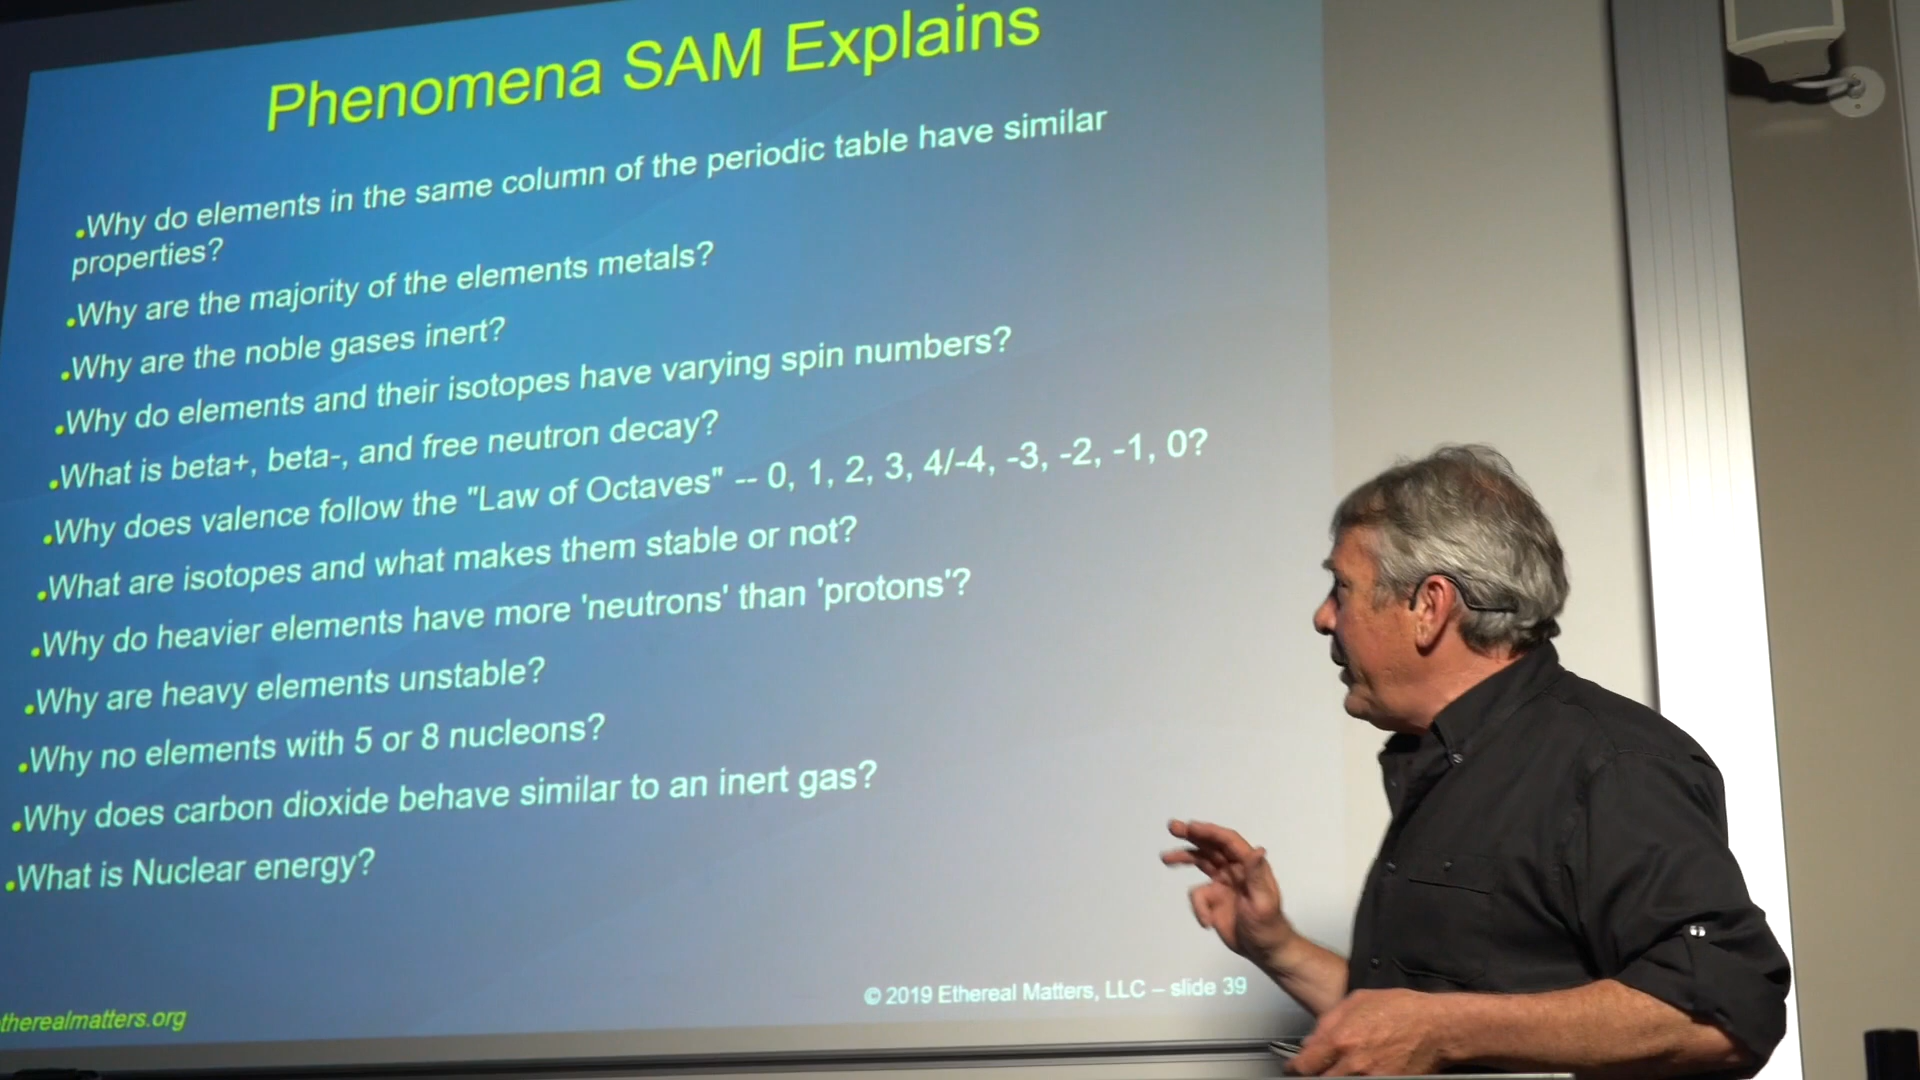 Phenomena SAM Explains
•Why do elements in the same column of the periodic table have similar
properties?
•Why are the majority of the elements metals?
•Why are the noble gases inert?
•Why do elements and their isotopes have varying spin numbers?
•What is beta+, beta-, and free neutron decay?
•Why does valence follow the "Law of Octaves" -- 0, 1, 2, 3, 4/-4, -3, -2, -1, 0?
•What are isotopes and what makes them stable or not?
•Why do heavier elements have more 'neutrons' than 'protons'?
•Why are heavy elements unstable?
•Why no elements with 5 or 8 nucleons?
•Why does carbon dioxide behave similar to an inert gas?
•What is Nuclear energy?
© 2019 Ethereal Matters, LLC – slide 39
therealmatters.org